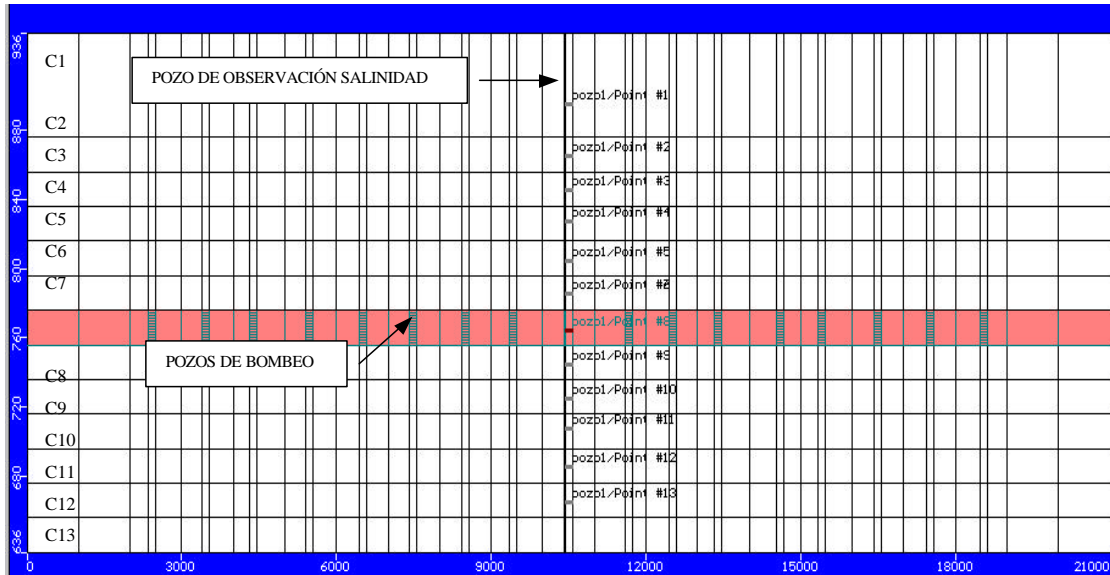 936
C1
POZO DE OBSERVACIÓN SALINIDAD
pozo1/Point #1
C2
880
pozo1/Point #2
C3
pozo1/Point #3
C4
840
pozo1/Point #4
C5
C6
pozo1/Point #5
800
C7
pozo1/Point
pozo1/Point #8
760
pozo1/Point #9
POZOS DE BOMBEO
C8
pozo1/Point #10
720
C9
pozo1/Point #11
C10
pozo1/Point #12
C11
680
pozo1/Point #13
C12
C13
636
0 3000 6000 9000 12000 15000 18000 21000